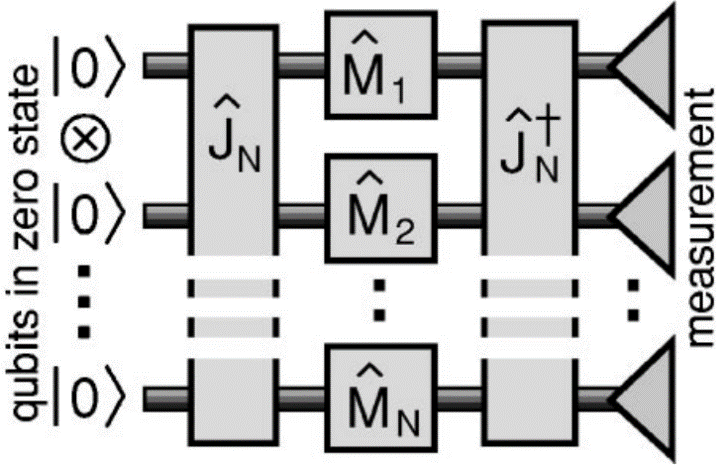 qubits in zero state
|0⟩
⊗
|0⟩
|0⟩
Ĵ_N
M̂_1
M̂_2
M̂_N
Ĵ_N^†
measurement